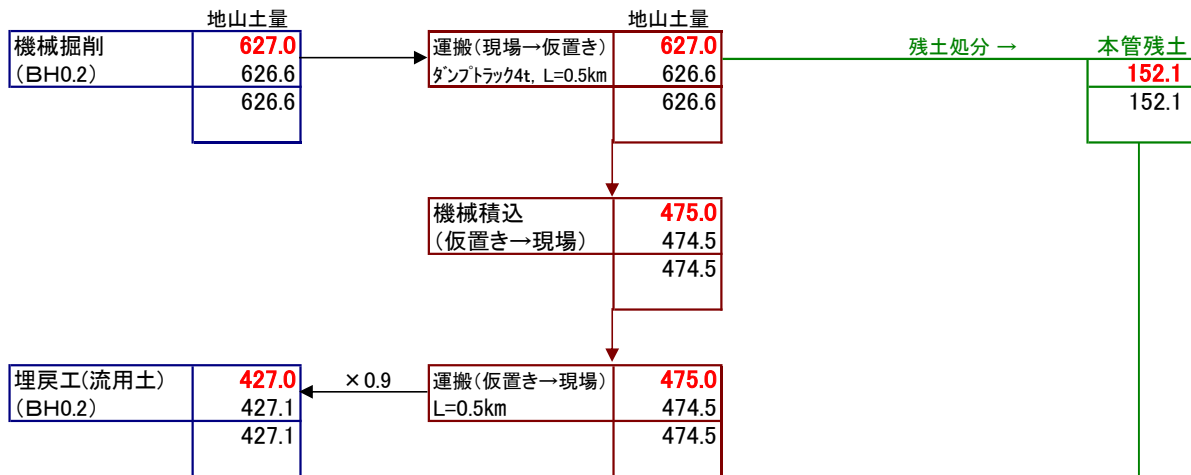 地山土量
地山土量
機械掘削
627.0
(BH0.2)
626.6
626.6
運搬(現場→仮置き)
627.0
ﾀﾞﾝﾌﾟﾄﾗｯｸ4t, L=0.5km
626.6
626.6
残土処分 →
本管残土
152.1
152.1
機械積込
475.0
(仮置き→現場)
474.5
474.5
埋戻工(流用土)
427.0
(BH0.2)
427.1
427.1
×0.9
運搬(仮置き→現場)
475.0
L=0.5km
474.5
474.5